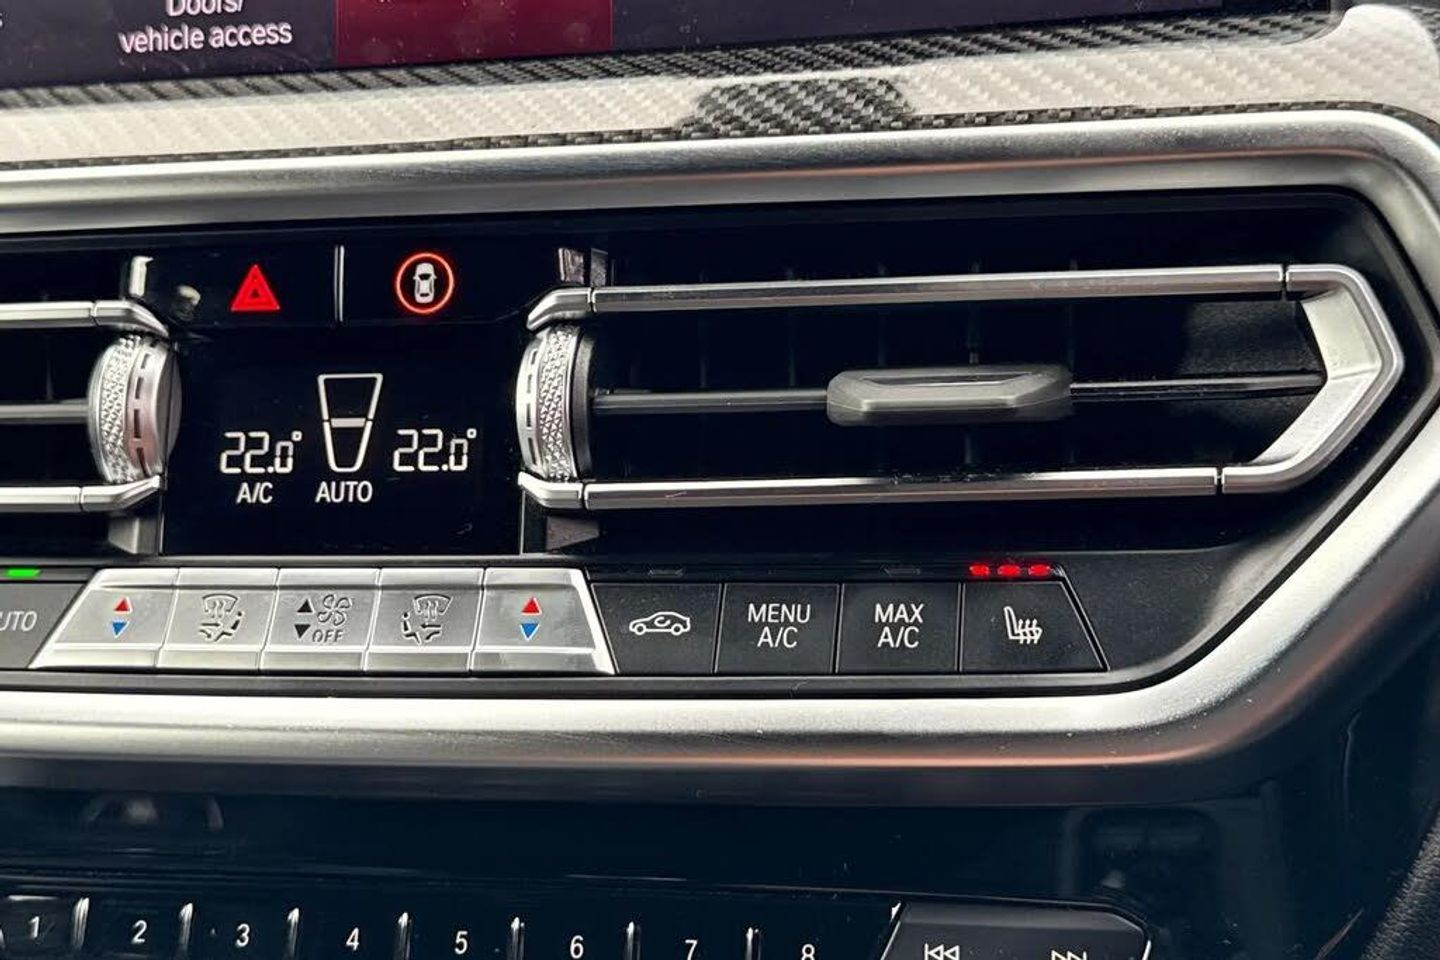 Doors/
vehicle access
22.0° 22.0°
A/C AUTO
OFF
MENU
A/C
MAX
A/C
1 2 3 4 5 6 7 8